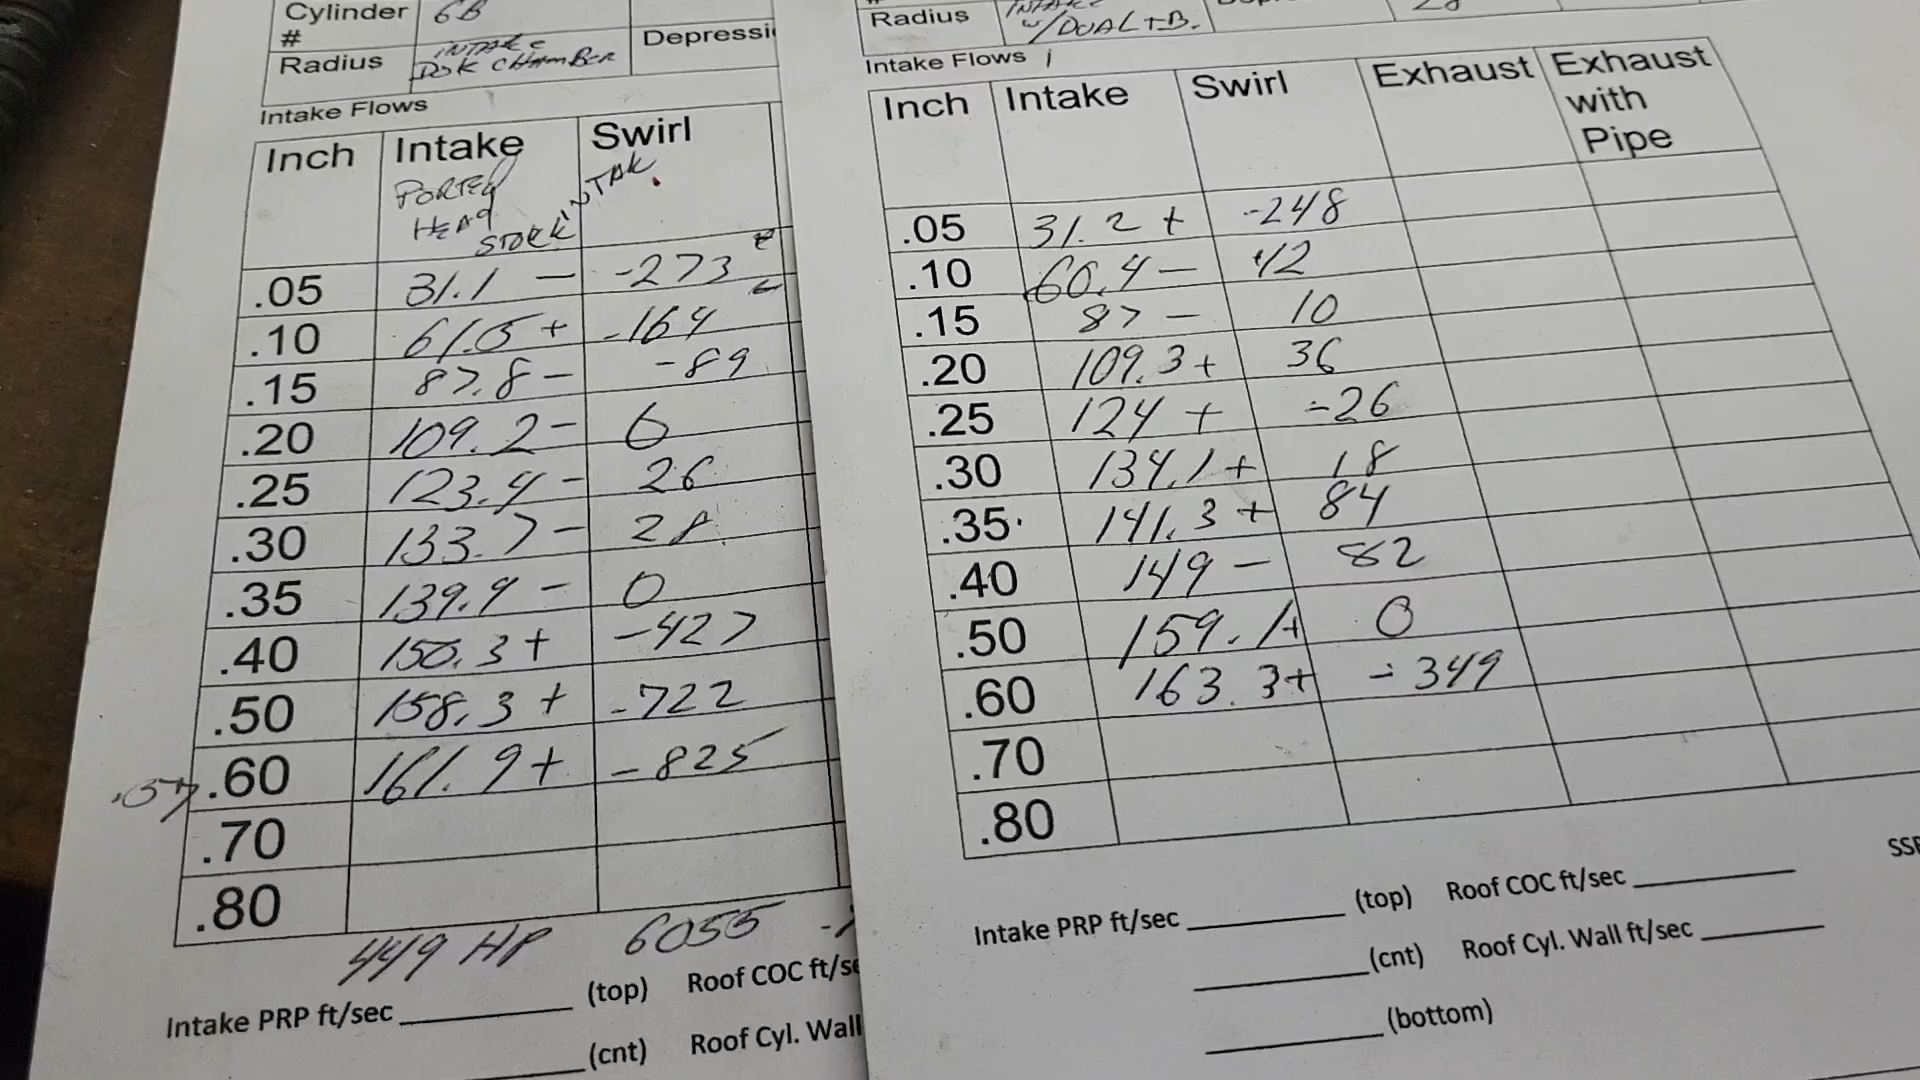 Cylinder # 6B
Radius INTAKE Depressi
CHAMBER
Intake Flows
Inch Intake Swirl
PORTED HEAD STOCK INTAK.
.05 31.1 — -273
.10 61.5 + -164
.15 87.8 - -89
.20 109.2 - 6
.25 123.4 - 26
.30 133.7 -
.35 139.9 - 0
.40 150.3 + -427
.50 158.3 + -722
.60 161.9 + -825
.70
.80
449 HP 6055
Intake PRP ft/sec (top) Roof COC ft/se
(cnt) Roof Cyl. Wall
Radius INTAKE
w/DUAL T.B.
Intake Flows
Inch Intake Swirl Exhaust Exhaust with Pipe
.05 31.2 + -248
.10 60.4 —
.15 87 - 10
.20 109.3 + 36
.25 124 + -26
.30 134.1 + 18
.35 141.3 + 84
.40 149 - 82
.50 159.1 + 0
.60 163.3 + -349
.70
.80
Intake PRP ft/sec (top) Roof COC ft/sec SSR
(cnt) Roof Cyl. Wall ft/sec
(bottom)